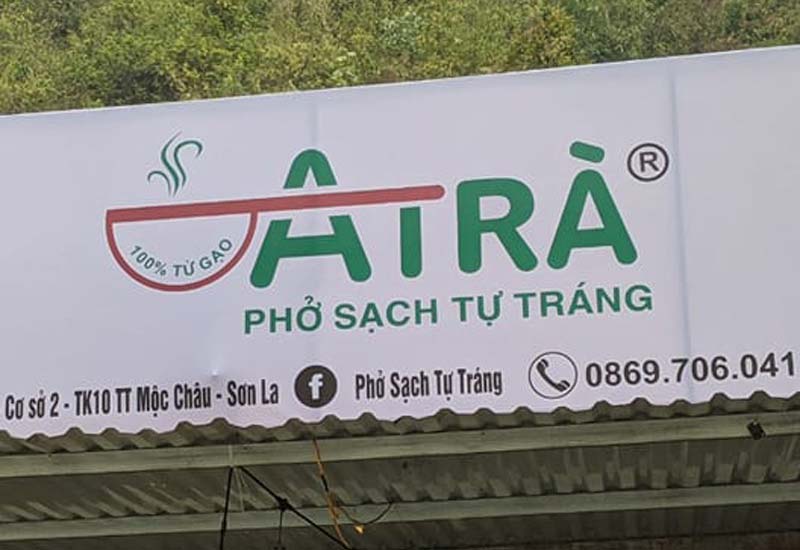 ATRÀ ®
100% TỪ GẠO
PHỞ SẠCH TỰ TRÁNG
Cơ sở 2 - TK10 TT Mộc Châu - Sơn La f Phở Sạch Tự Tráng 0869.706.041